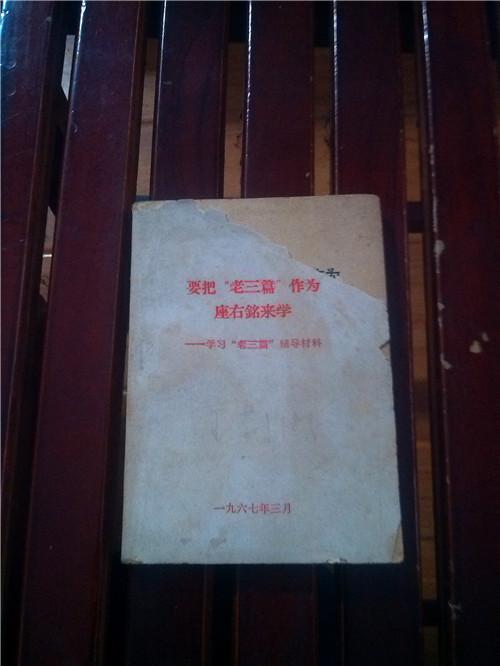 要把“老三篇”作为
座右銘来学
——学习“老三篇”辅导材料
一九六七年三月